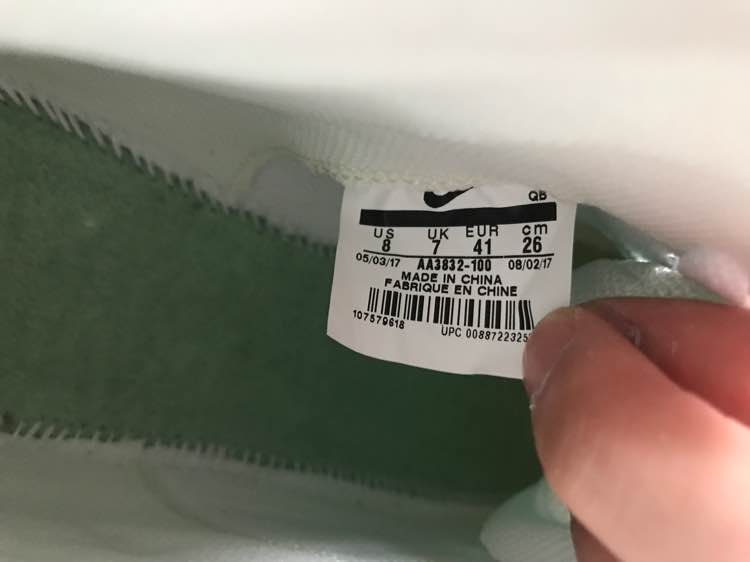 QB
US UK EUR cm
8 7 41 26
05/03/17 AA3832-100 08/02/17
MADE IN CHINA
FABRIQUE EN CHINE
107579618 UPC 0088722325